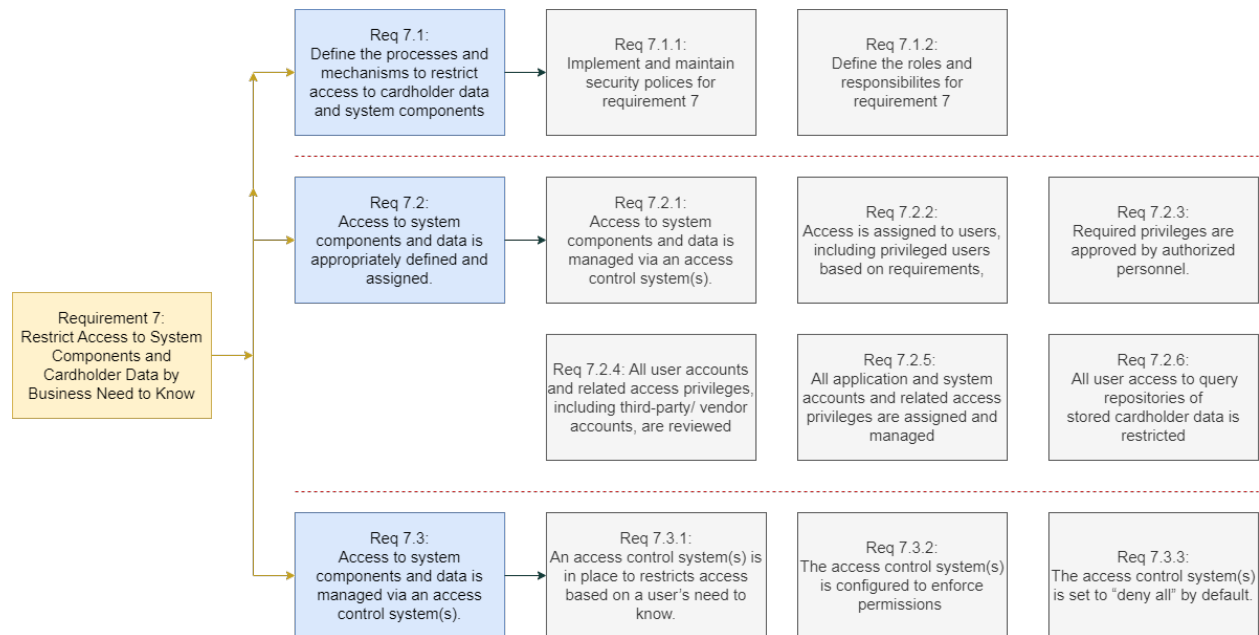 Req 7.1:
Define the processes and
mechanisms to restrict
access to cardholder data
and system components
Req 7.1.1:
Implement and maintain
security polices for
requirement 7
Req 7.1.2:
Define the roles and
responsibilites for
requirement 7
Req 7.2:
Access to system
components and data is
appropriately defined and
assigned.
Req 7.2.1:
Access to system
components and data is
managed via an access
control system(s).
Req 7.2.2:
Access is assigned to users,
including privileged users
based on requirements,
Req 7.2.3:
Required privileges are
approved by authorized
personnel.
Requirement 7:
Restrict Access to System
Components and
Cardholder Data by
Business Need to Know
Req 7.2.4: All user accounts
and related access privileges,
including third-party/ vendor
accounts, are reviewed
Req 7.2.5:
All application and system
accounts and related access
privileges are assigned and
managed
Req 7.2.6:
All user access to query
repositories of
stored cardholder data is
restricted
Req 7.3:
Access to system
components and data is
managed via an access
control system(s).
Req 7.3.1:
An access control system(s) is
in place to restricts access
based on a user's need to
know.
Req 7.3.2:
The access control system(s)
is configured to enforce
permissions
Req 7.3.3:
The access control system(s)
is set to “deny all” by default.